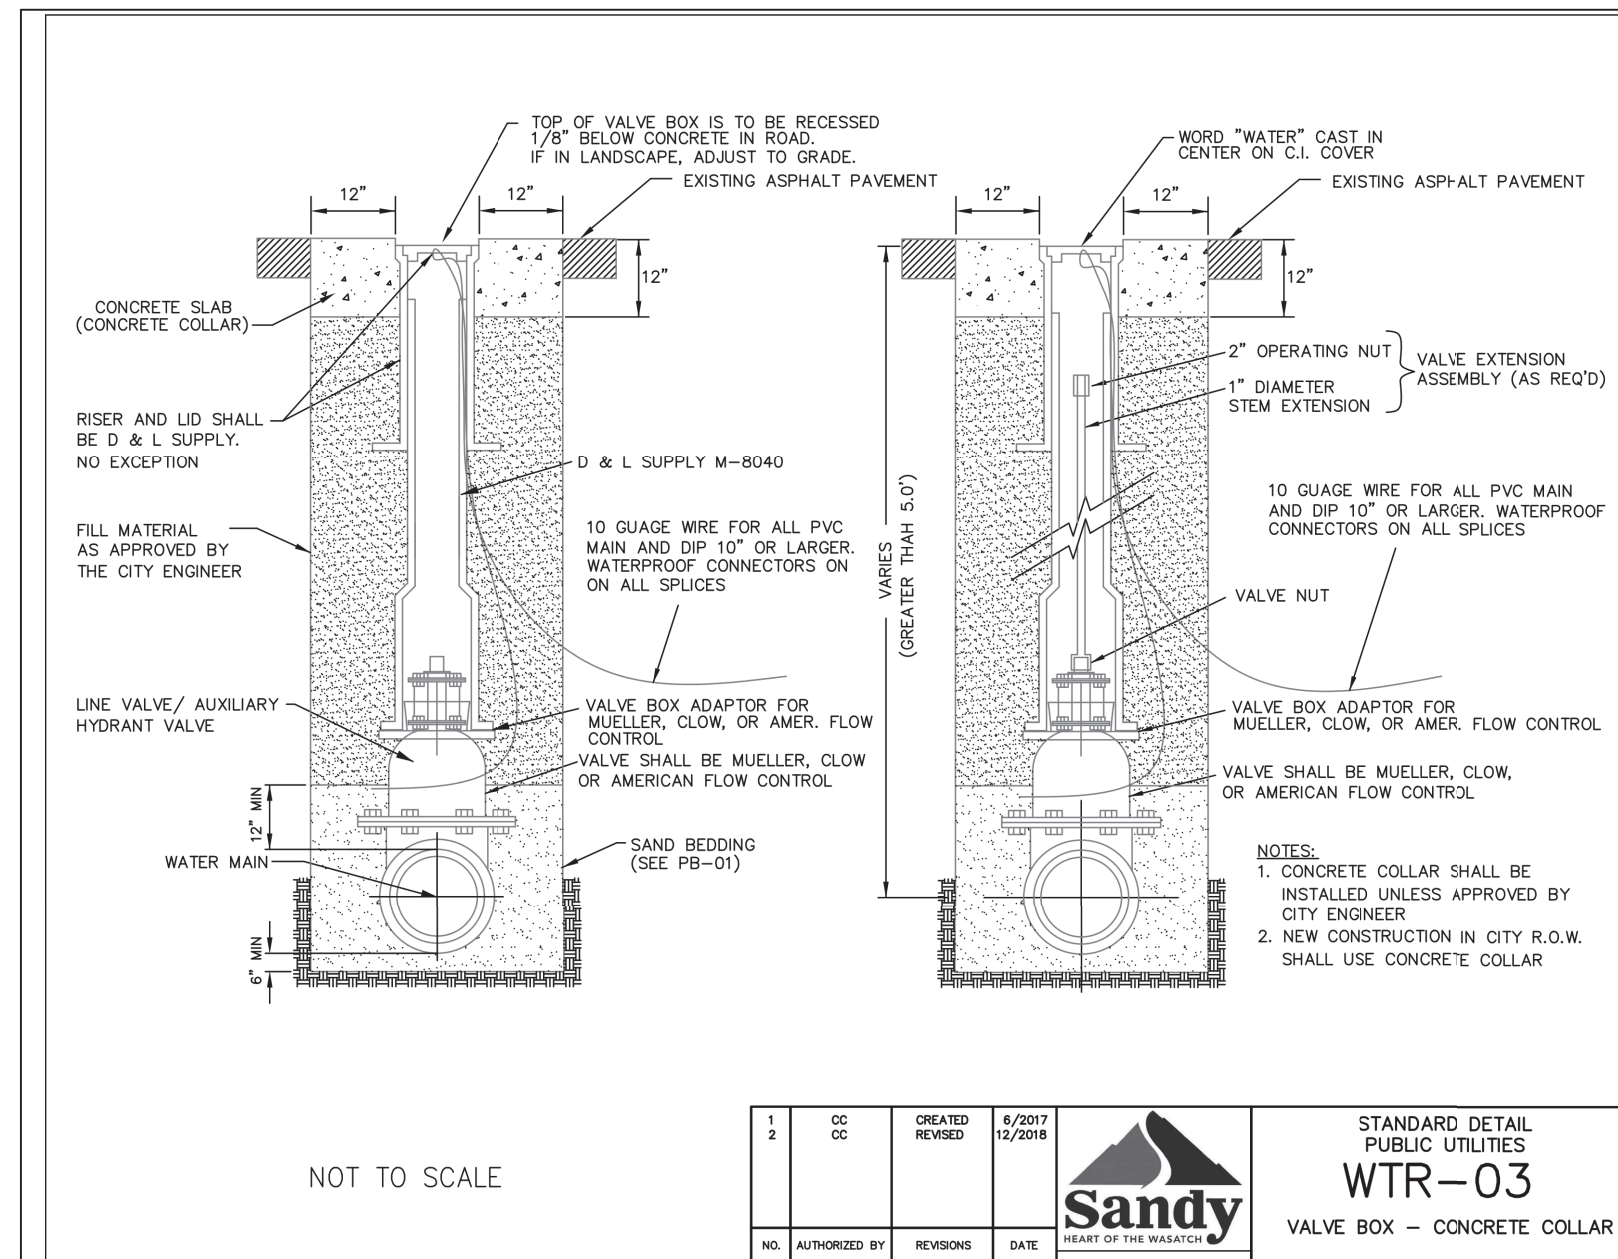 TOP OF VALVE BOX IS TO BE RECESSED
1/8" BELOW CONCRETE IN ROAD.
IF IN LANDSCAPE, ADJUST TO GRADE.
EXISTING ASPHALT PAVEMENT
12"
12"
12"
CONCRETE SLAB
(CONCRETE COLLAR)
RISER AND LID SHALL
BE D & L SUPPLY.
NO EXCEPTION
D & L SUPPLY M-8040
FILL MATERIAL
AS APPROVED BY
THE CITY ENGINEER
10 GUAGE WIRE FOR ALL PVC
MAIN AND DIP 10" OR LARGER.
WATERPROOF CONNECTORS ON
ON ALL SPLICES
LINE VALVE/ AUXILIARY
HYDRANT VALVE
VALVE BOX ADAPTOR FOR
MUELLER, CLOW, OR AMER. FLOW
CONTROL
VALVE SHALL BE MUELLER, CLOW
OR AMERICAN FLOW CONTROL
12" MIN
WATER MAIN
SAND BEDDING
(SEE PB-01)
6" MIN
WORD "WATER" CAST IN
CENTER ON C.I. COVER
EXISTING ASPHALT PAVEMENT
12"
12"
12"
2" OPERATING NUT
1" DIAMETER
STEM EXTENSION
VALVE EXTENSION
ASSEMBLY (AS REQ'D)
VARIES
(GREATER THAH 5.0')
10 GUAGE WIRE FOR ALL PVC MAIN
AND DIP 10" OR LARGER. WATERPROOF
CONNECTORS ON ALL SPLICES
VALVE NUT
VALVE BOX ADAPTOR FOR
MUELLER, CLOW, OR AMER. FLOW CONTROL
VALVE SHALL BE MUELLER, CLOW,
OR AMERICAN FLOW CONTROL
NOTES:
1. CONCRETE COLLAR SHALL BE
INSTALLED UNLESS APPROVED BY
CITY ENGINEER
2. NEW CONSTRUCTION IN CITY R.O.W.
SHALL USE CONCRETE COLLAR
NOT TO SCALE
1 CC CREATED 6/2017
2 CC REVISED 12/2018
NO. AUTHORIZED BY REVISIONS DATE
Sandy
HEART OF THE WASATCH
STANDARD DETAIL
PUBLIC UTILITIES
WTR-03
VALVE BOX - CONCRETE COLLAR